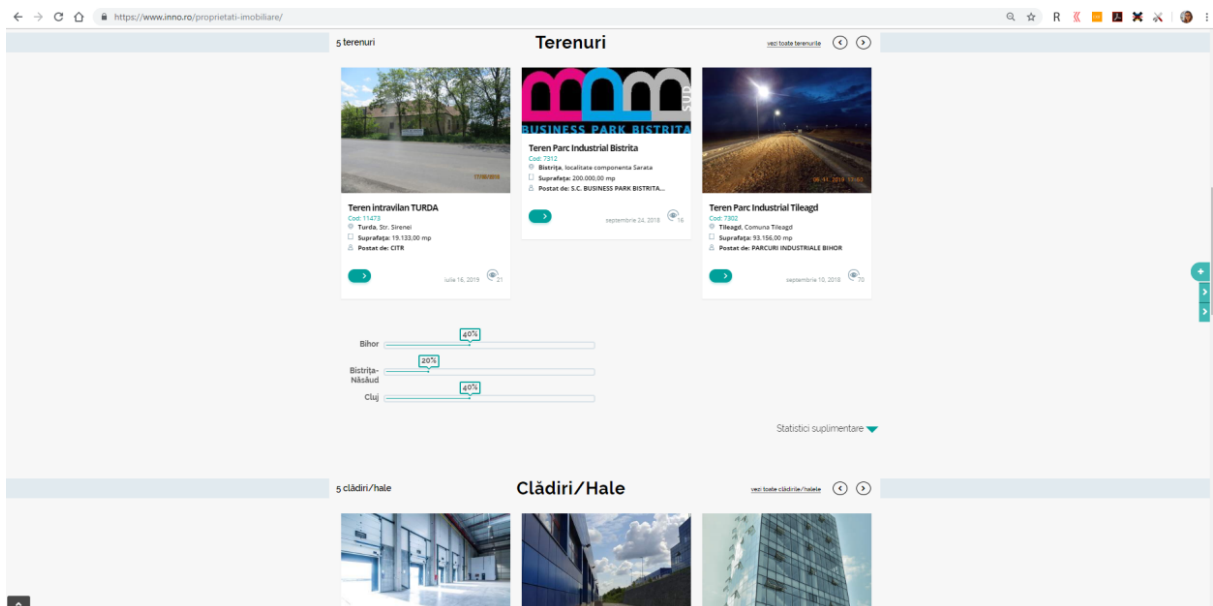 https://www.inno.ro/proprietati-imobiliare/
5 terenuri
Terenuri
vezi toate terenurile
BUSINESS PARK BISTRITA
SUD
Teren intravilan TURDA
Cod: 11473
Turda, Str. Sirenei
Suprafața: 19.133,00 mp
Postat de: CITR
iulie 16, 2019
21
Teren Parc Industrial Bistrita
Cod: 7312
Bistrița, localitate componenta Sarata
Suprafața: 200.000,00 mp
Postat de: S.C. BUSINESS PARK BISTRITA...
septembrie 24, 2018
16
Teren Parc Industrial Tileagd
Cod: 7302
Tileagd, Comuna Tileagd
Suprafața: 93.156,00 mp
Postat de: PARCURI INDUSTRIALE BIHOR
septembrie 10, 2018
70
40%
Bihor
20%
Bistrița-
Năsăud
40%
Cluj
Statistici suplimentare
5 clădiri/hale
Clădiri/Hale
vezi toate clădirile/halele